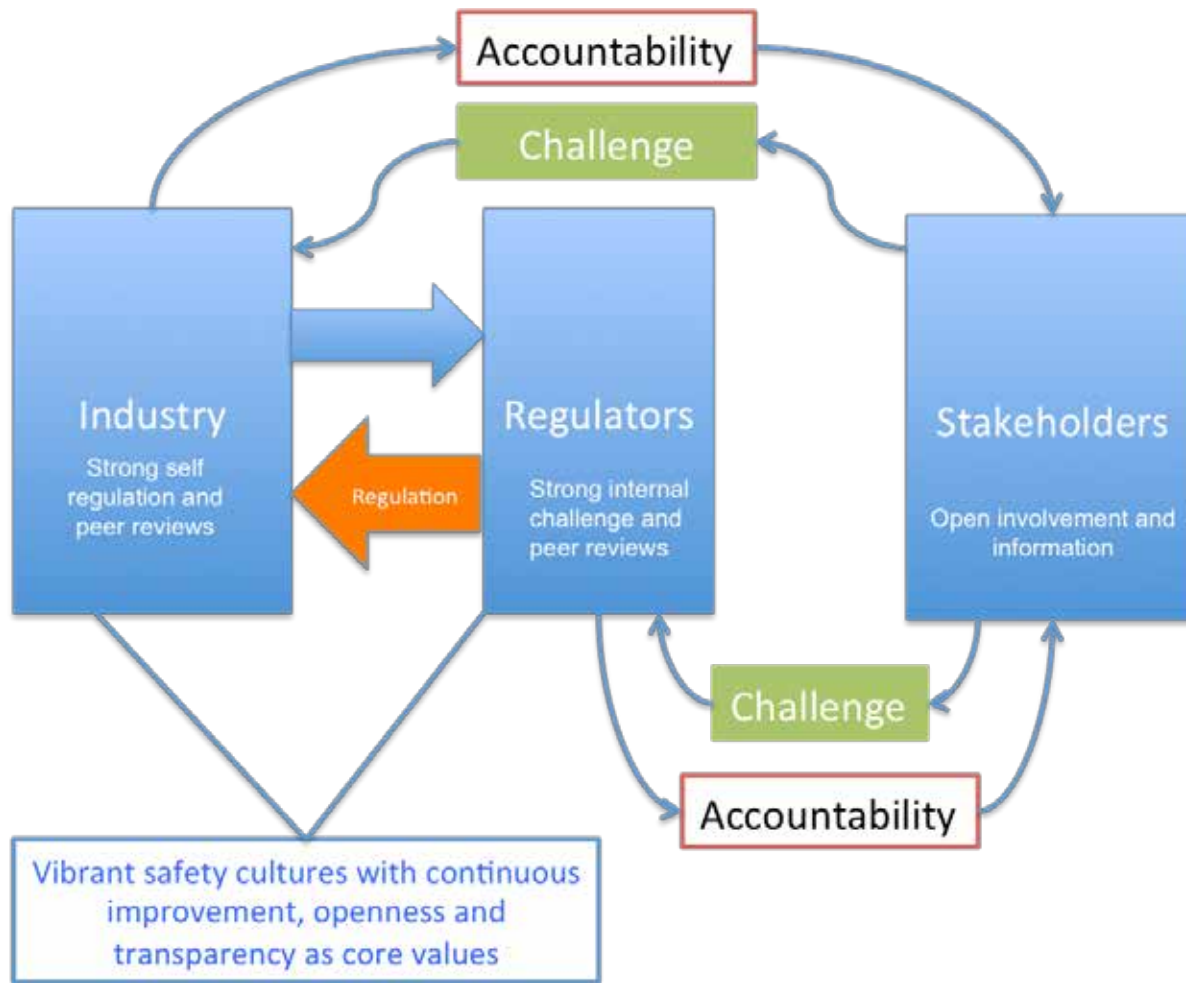 Accountability
Challenge
Industry
Strong self
regulation and
peer reviews
Regulation
Regulators
Strong internal
challenge and
peer reviews
Stakeholders
Open involvement and
information
Challenge
Accountability
Vibrant safety cultures with continuous
improvement, openness and
transparency as core values